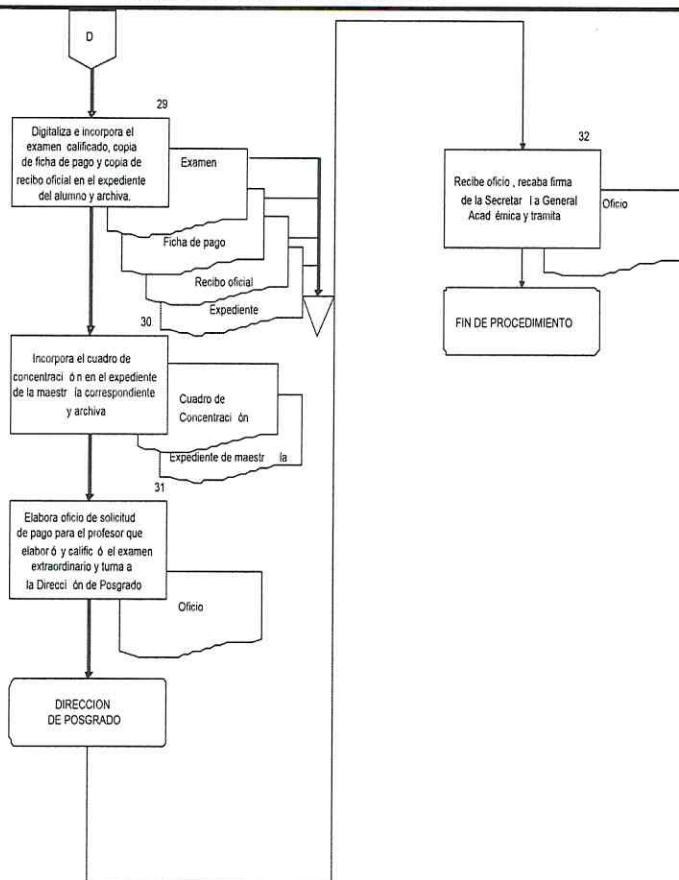 D
29
Digitaliza e incorpora el
examen calificado, copia
de ficha de pago y copia de
recibo oficial en el expediente
del alumno y archiva.
Examen
Ficha de pago
Recibo oficial
Expediente
30
Incorpora el cuadro de
concentraci ó n en el expediente
de la maestr ía correspondiente
y archiva
Cuadro de
Concentraci ón
Expediente de maestr ía
31
Elabora oficio de solicitud
de pago para el profesor que
elabor ó y calific ó el examen
extraordinario y turna a
la Direcci ón de Posgrado
Oficio
DIRECCION
DE POSGRADO
32
Recibe oficio , recaba firma
de la Secretar í a General
Acad émica y tramita
Oficio
FIN DE PROCEDIMIENTO